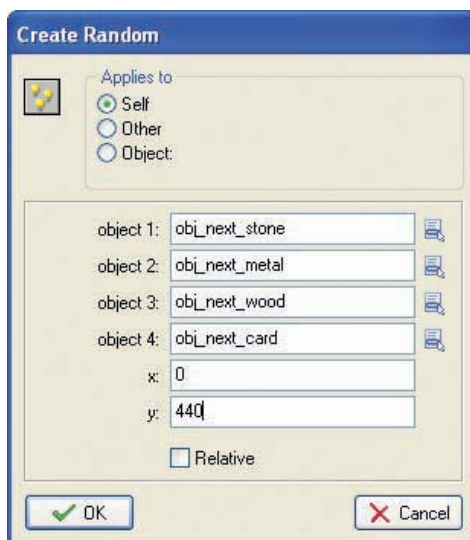 Create Random
Applies to
Self
Other
Object:
object 1: obj_next_stone
object 2: obj_next_metal
object 3: obj_next_wood
object 4: obj_next_card
x: 0
y: 440
Relative
OK Cancel